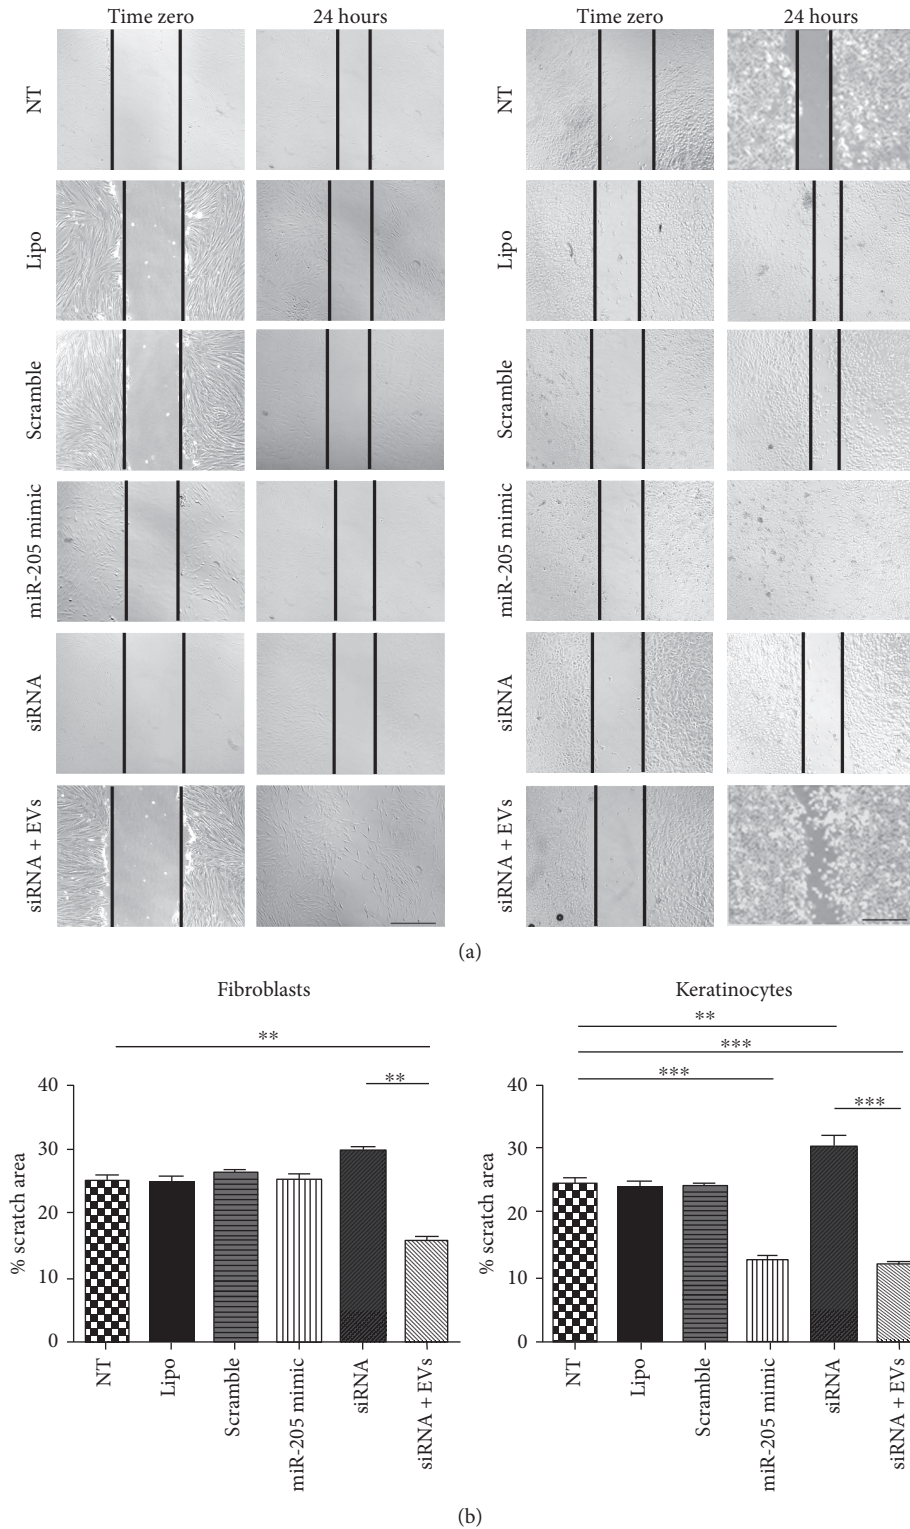 Time zero 24 hours Time zero 24 hours
NT NT
Lipo Lipo
Scramble Scramble
miR-205 mimic miR-205 mimic
siRNA siRNA
siRNA + EVs siRNA + EVs
(a)
Fibroblasts
**
**
40
30
20
10
0
% scratch area
NT
Lipo
Scramble
miR-205 mimic
siRNA
siRNA + EVs
Keratinocytes
**
***
***
***
40
30
20
10
0
% scratch area
NT
Lipo
Scramble
miR-205 mimic
siRNA
siRNA + EVs
(b)